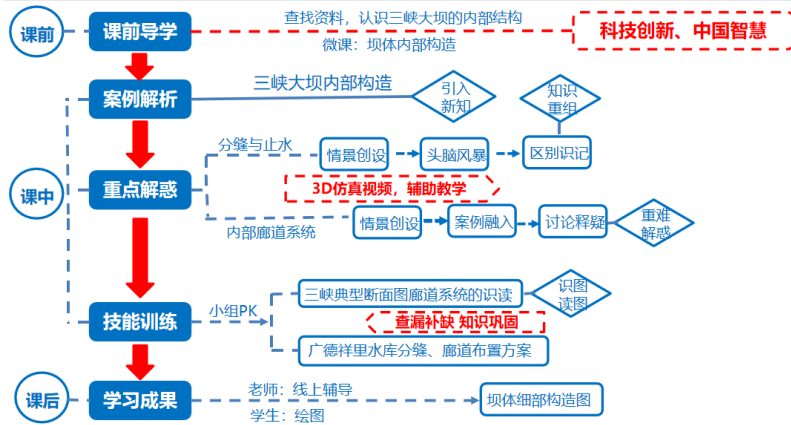 课前
课前导学
查找资料，认识三峡大坝的内部结构
微课：坝体内部构造
科技创新、中国智慧
案例解析
三峡大坝内部构造
引入
新知
知识
重组
课中
重点解惑
分缝与止水
情景创设
头脑风暴
区别识记
3D仿真视频，辅助教学
内部廊道系统
情景创设
案例融入
讨论释疑
重难
解惑
技能训练
小组PK
三峡典型断面图廊道系统的识读
识图
读图
查漏补缺 知识巩固
广德祥里水库分缝、廊道布置方案
课后
学习成果
老师：线上辅导
学生：绘图
坝体细部构造图